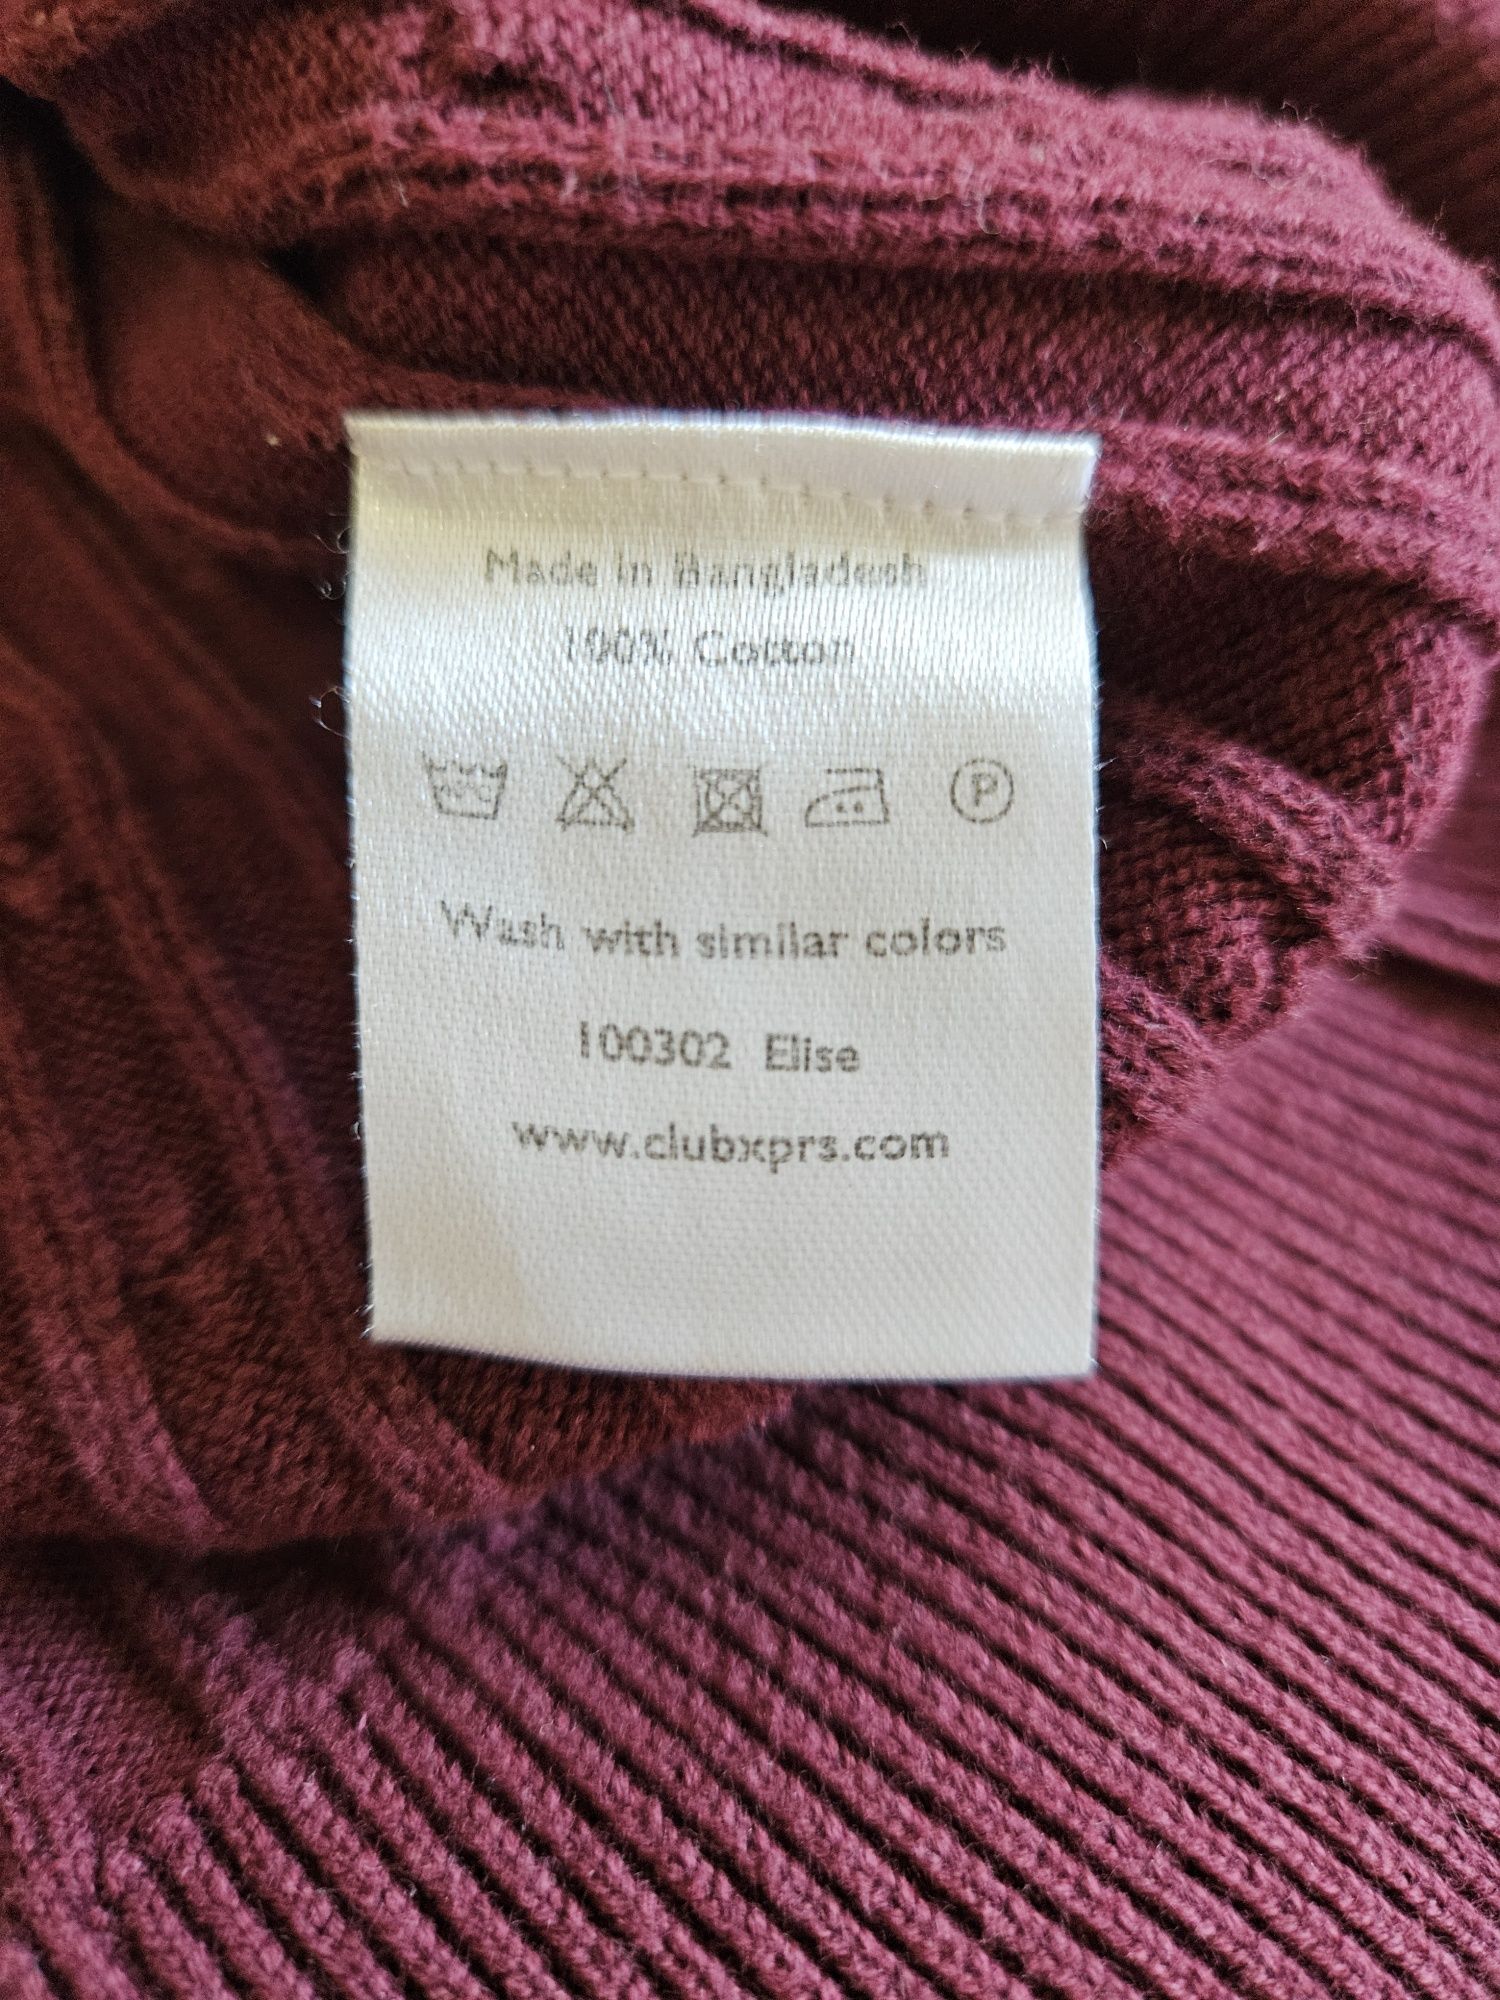 Made in Bangladesh
100% Cotton
P
Wash with similar colors
100302 Elise
www.clubxprs.com